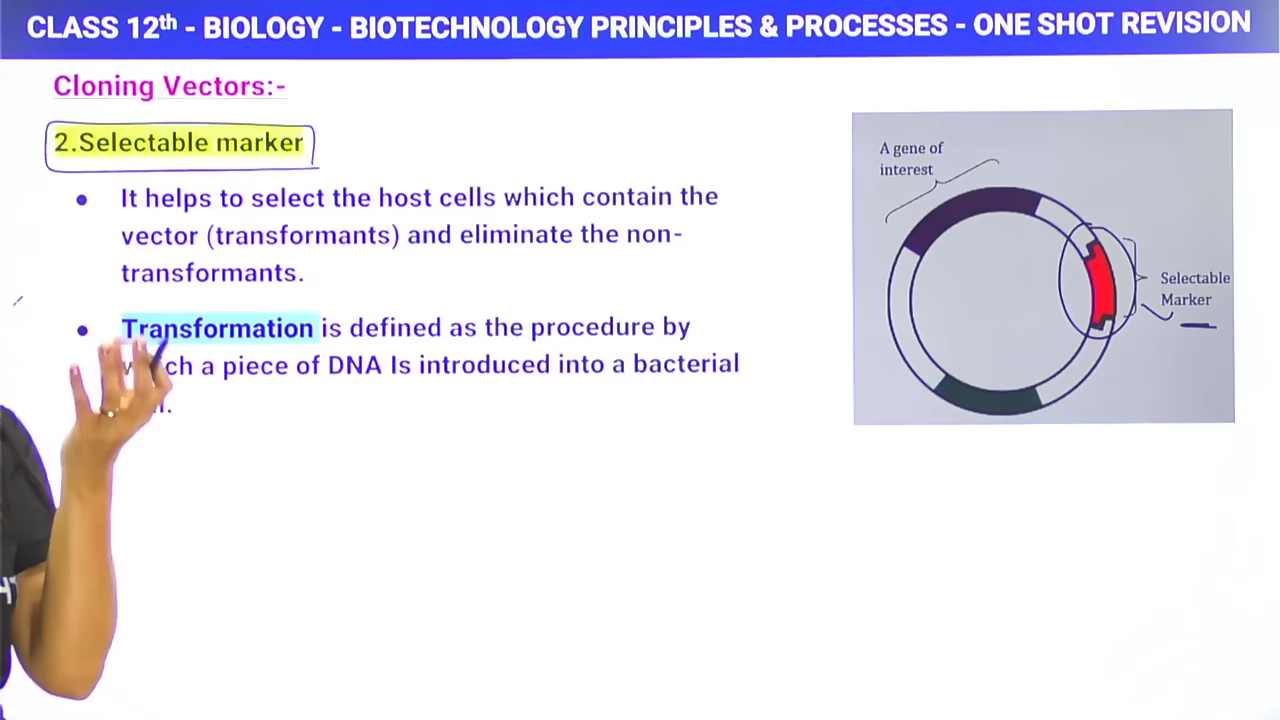 CLASS 12th - BIOLOGY - BIOTECHNOLOGY PRINCIPLES & PROCESSES - ONE SHOT REVISION
Cloning Vectors:-
2.Selectable marker
It helps to select the host cells which contain the
vector (transformants) and eliminate the non-
transformants.
Transformation is defined as the procedure by
a piece of DNA Is introduced into a bacterial
A gene of
interest
Selectable
Marker